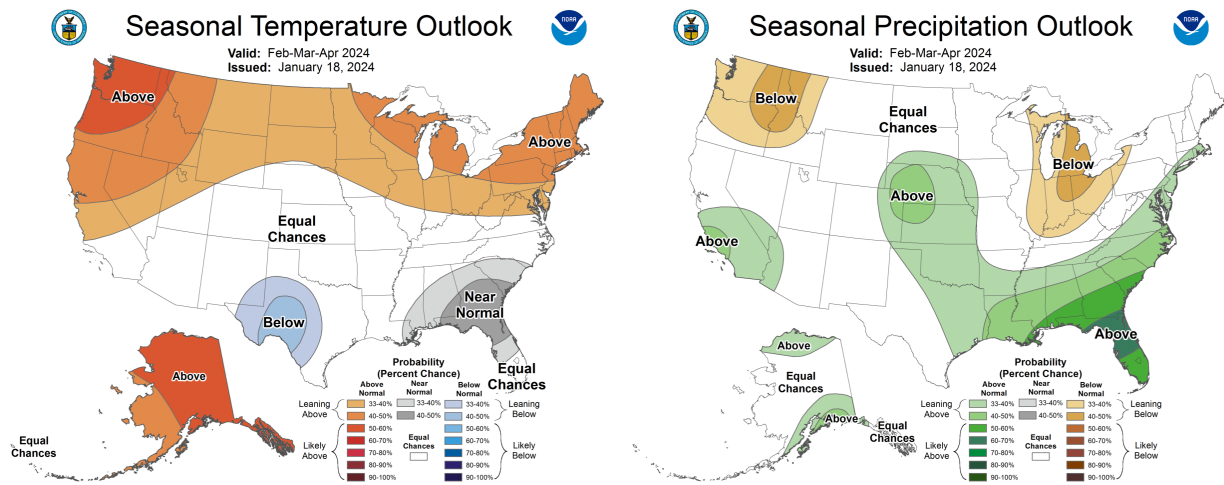 Seasonal Temperature Outlook
NOAA
Valid: Feb-Mar-Apr 2024
Issued: January 18, 2024
Above
Above
Equal
Chances
Below
Near
Normal
Equal
Chances
Above
Equal
Chances
Probability
(Percent Chance)
Above
Normal
Near
Normal
Below
Normal
Leaning
Above
33-40%
33-40%
33-40%
Leaning
Below
40-50%
40-50%
40-50%
Likely
Above
50-60%
50-60%
Likely
Below
60-70%
60-70%
70-80%
70-80%
80-90%
80-90%
90-100%
90-100%
Equal
Chances
Seasonal Precipitation Outlook
NOAA
Valid: Feb-Mar-Apr 2024
Issued: January 18, 2024
Below
Equal
Chances
Below
Above
Above
Above
Above
Equal
Chances
Above
Equal
Chances
Probability
(Percent Chance)
Above
Normal
Near
Normal
Below
Normal
Leaning
Above
33-40%
33-40%
33-40%
Leaning
Below
40-50%
40-50%
40-50%
Likely
Above
50-60%
50-60%
Likely
Below
60-70%
60-70%
70-80%
70-80%
80-90%
80-90%
90-100%
90-100%
Equal
Chances